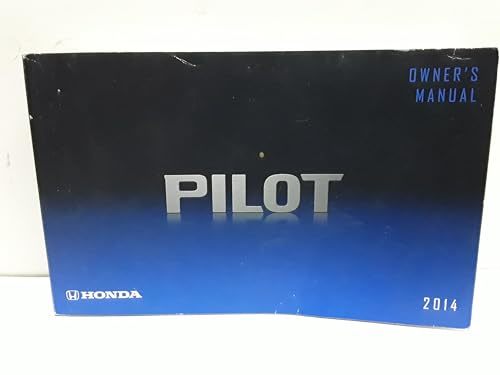 OWNER'S
MANUAL
PILOT
HONDA
2014